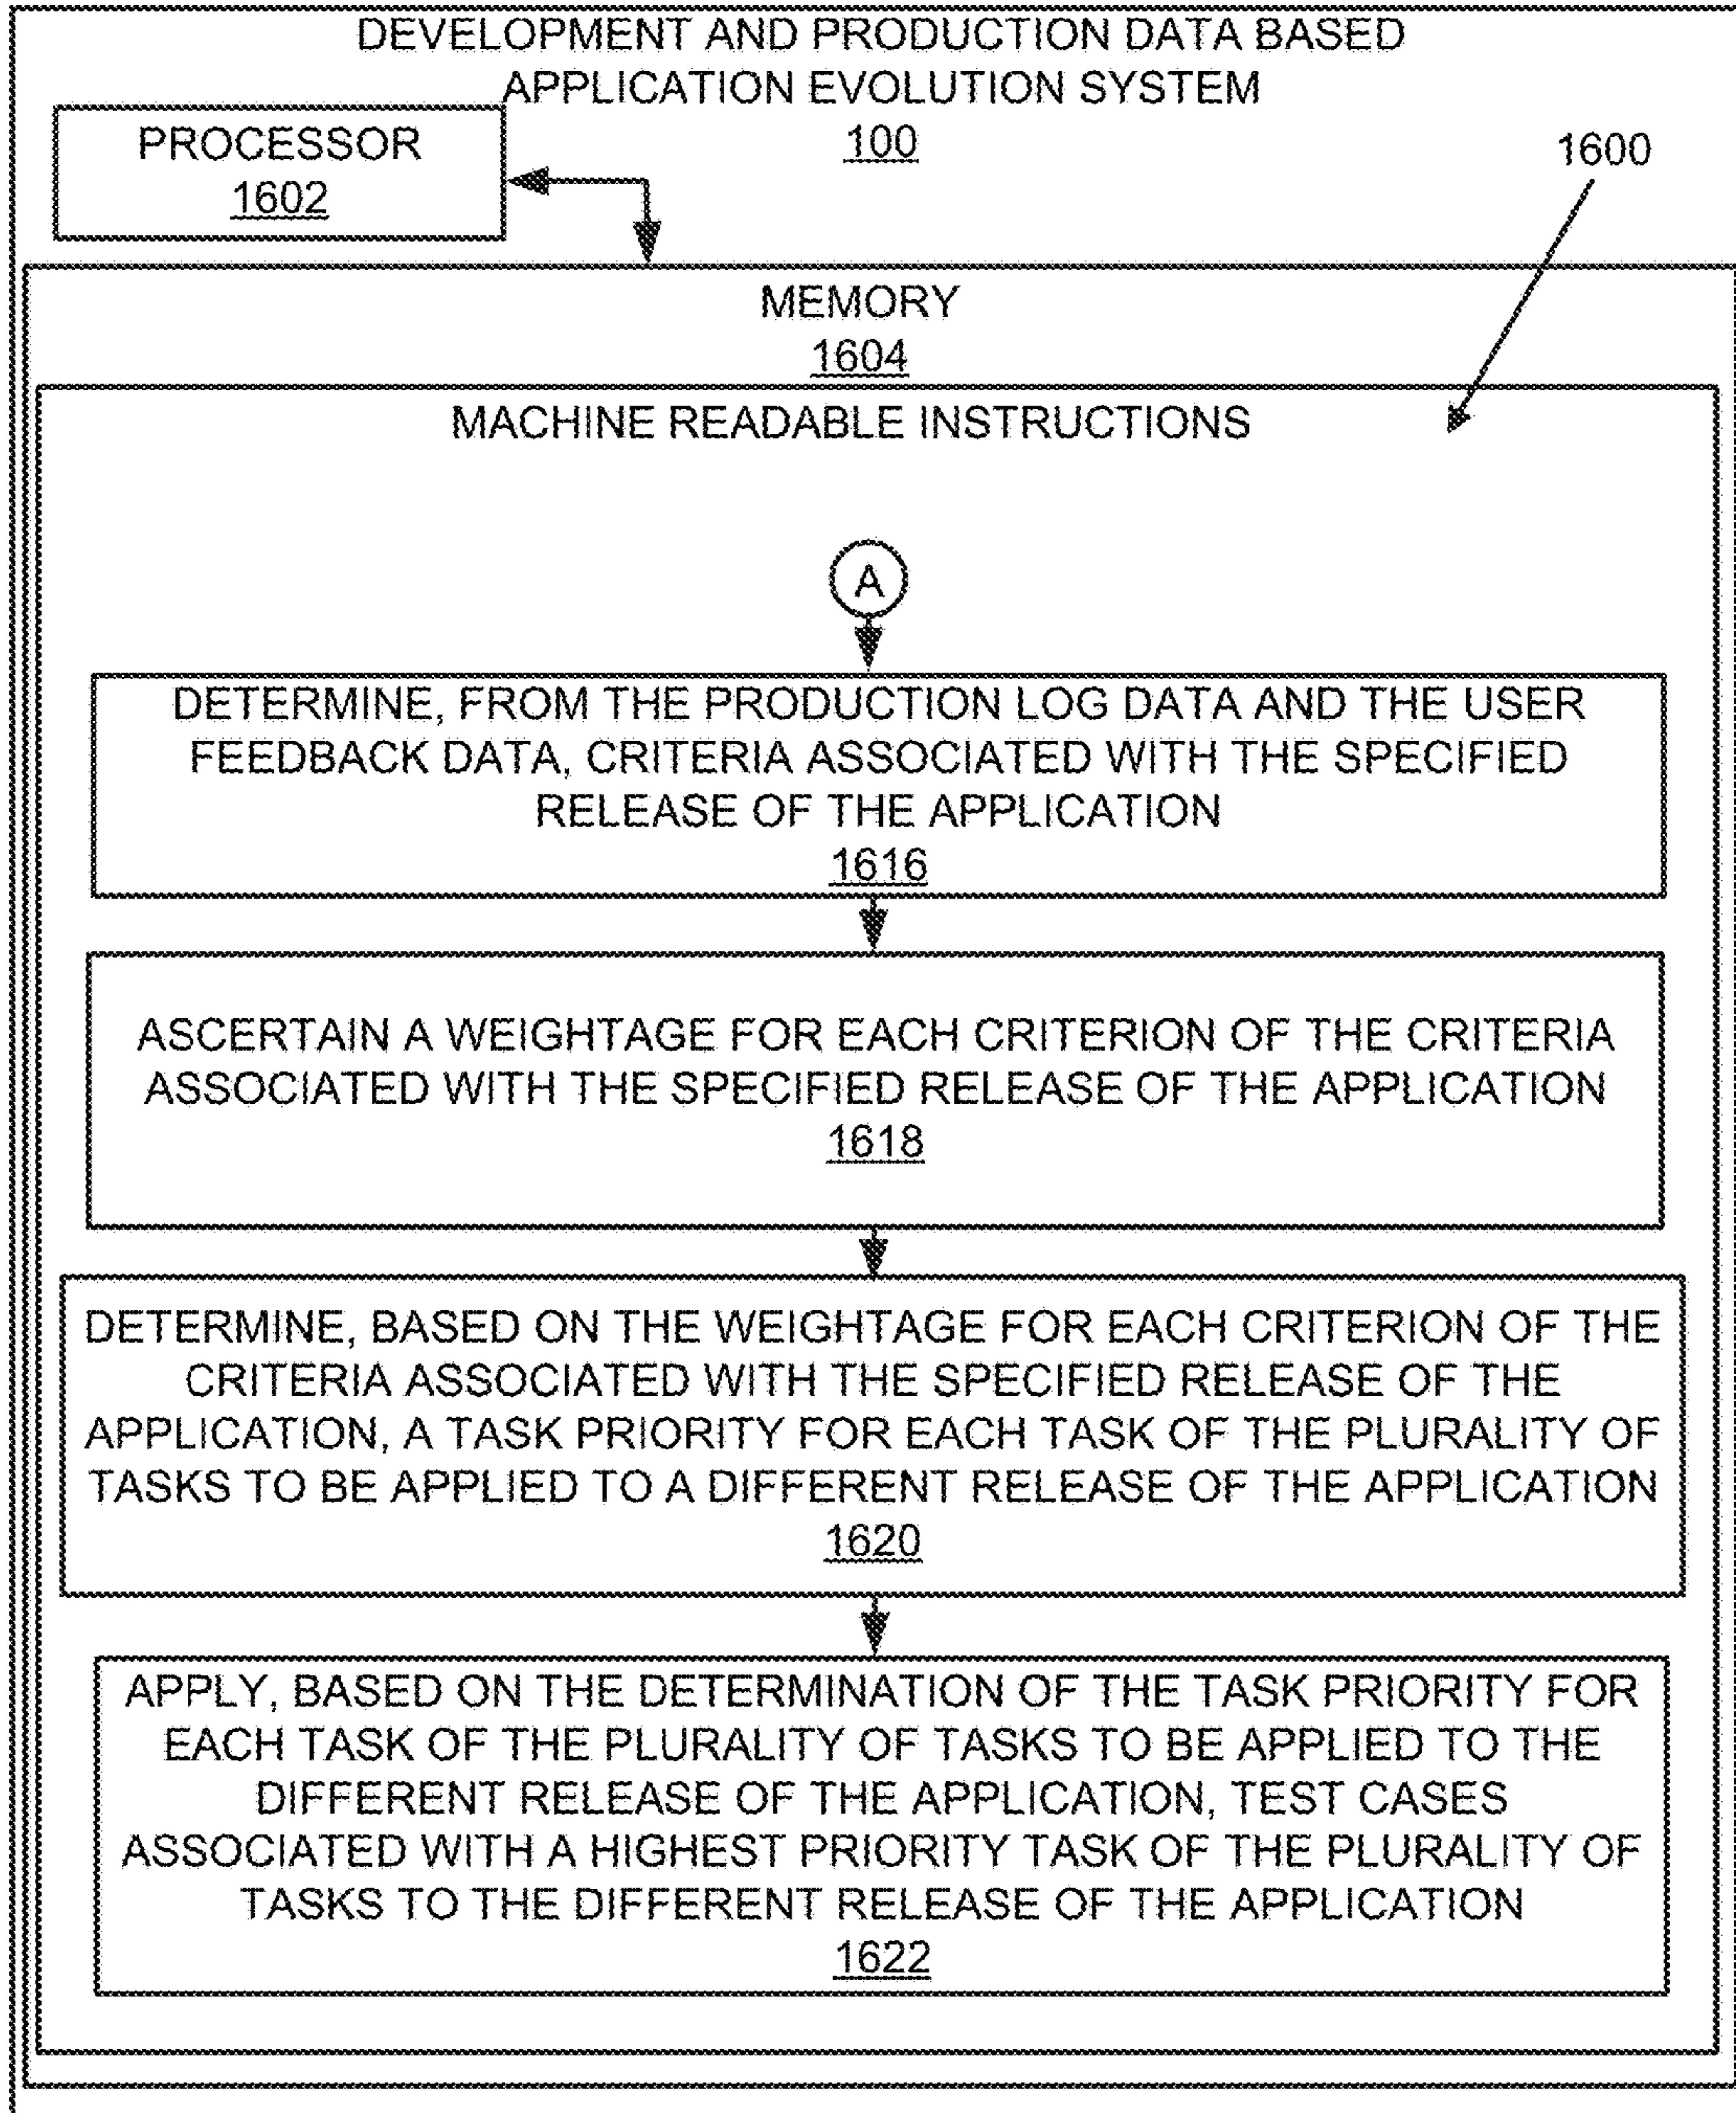 DEVELOPMENT AND PRODUCTION DATA BASED
APPLICATION EVOLUTION SYSTEM
100
PROCESSOR
1602
1600
MEMORY
1604
MACHINE READABLE INSTRUCTIONS
A
DETERMINE, FROM THE PRODUCTION LOG DATA AND THE USER
FEEDBACK DATA, CRITERIA ASSOCIATED WITH THE SPECIFIED
RELEASE OF THE APPLICATION
1616
ASCERTAIN A WEIGHTAGE FOR EACH CRITERION OF THE CRITERIA
ASSOCIATED WITH THE SPECIFIED RELEASE OF THE APPLICATION
1618
DETERMINE, BASED ON THE WEIGHTAGE FOR EACH CRITERION OF THE
CRITERIA ASSOCIATED WITH THE SPECIFIED RELEASE OF THE
APPLICATION, A TASK PRIORITY FOR EACH TASK OF THE PLURALITY OF
TASKS TO BE APPLIED TO A DIFFERENT RELEASE OF THE APPLICATION
1620
APPLY, BASED ON THE DETERMINATION OF THE TASK PRIORITY FOR
EACH TASK OF THE PLURALITY OF TASKS TO BE APPLIED TO THE
DIFFERENT RELEASE OF THE APPLICATION, TEST CASES
ASSOCIATED WITH A HIGHEST PRIORITY TASK OF THE PLURALITY OF
TASKS TO THE DIFFERENT RELEASE OF THE APPLICATION
1622